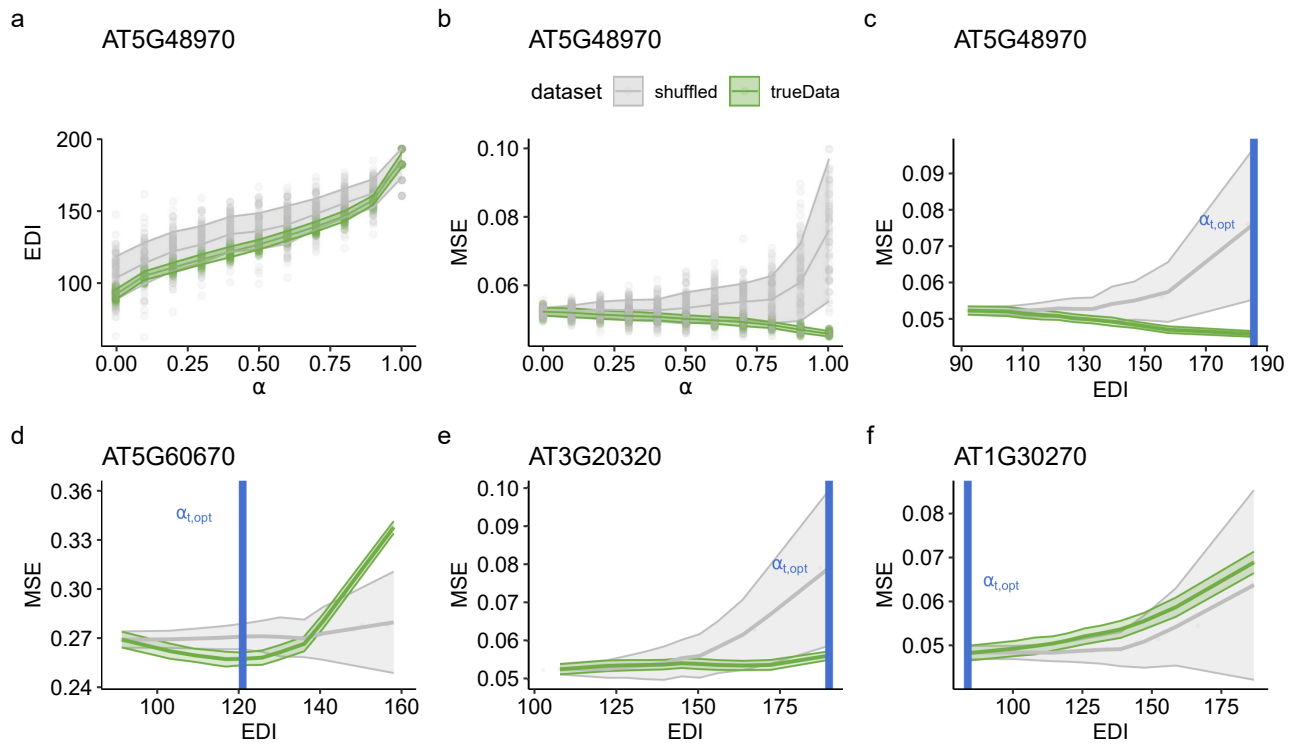 a
AT5G48970
b
AT5G48970
c
AT5G48970
dataset shuffled trueData
200
150
100
EDI
0.00 0.25 0.50 0.75 1.00
α
0.10
0.08
0.06
MSE
0.00 0.25 0.50 0.75 1.00
α
0.09
0.08
0.07
0.06
0.05
MSE
αt,opt
90 110 130 150 170 190
EDI
d
AT5G60670
e
AT3G20320
f
AT1G30270
0.36
0.33
0.30
0.27
0.24
MSE
αt,opt
100 120 140 160
EDI
0.10
0.09
0.08
0.07
0.06
0.05
MSE
αt,opt
125 150 175
EDI
0.08
0.07
0.06
0.05
MSE
αt,opt
100 125 150 175
EDI